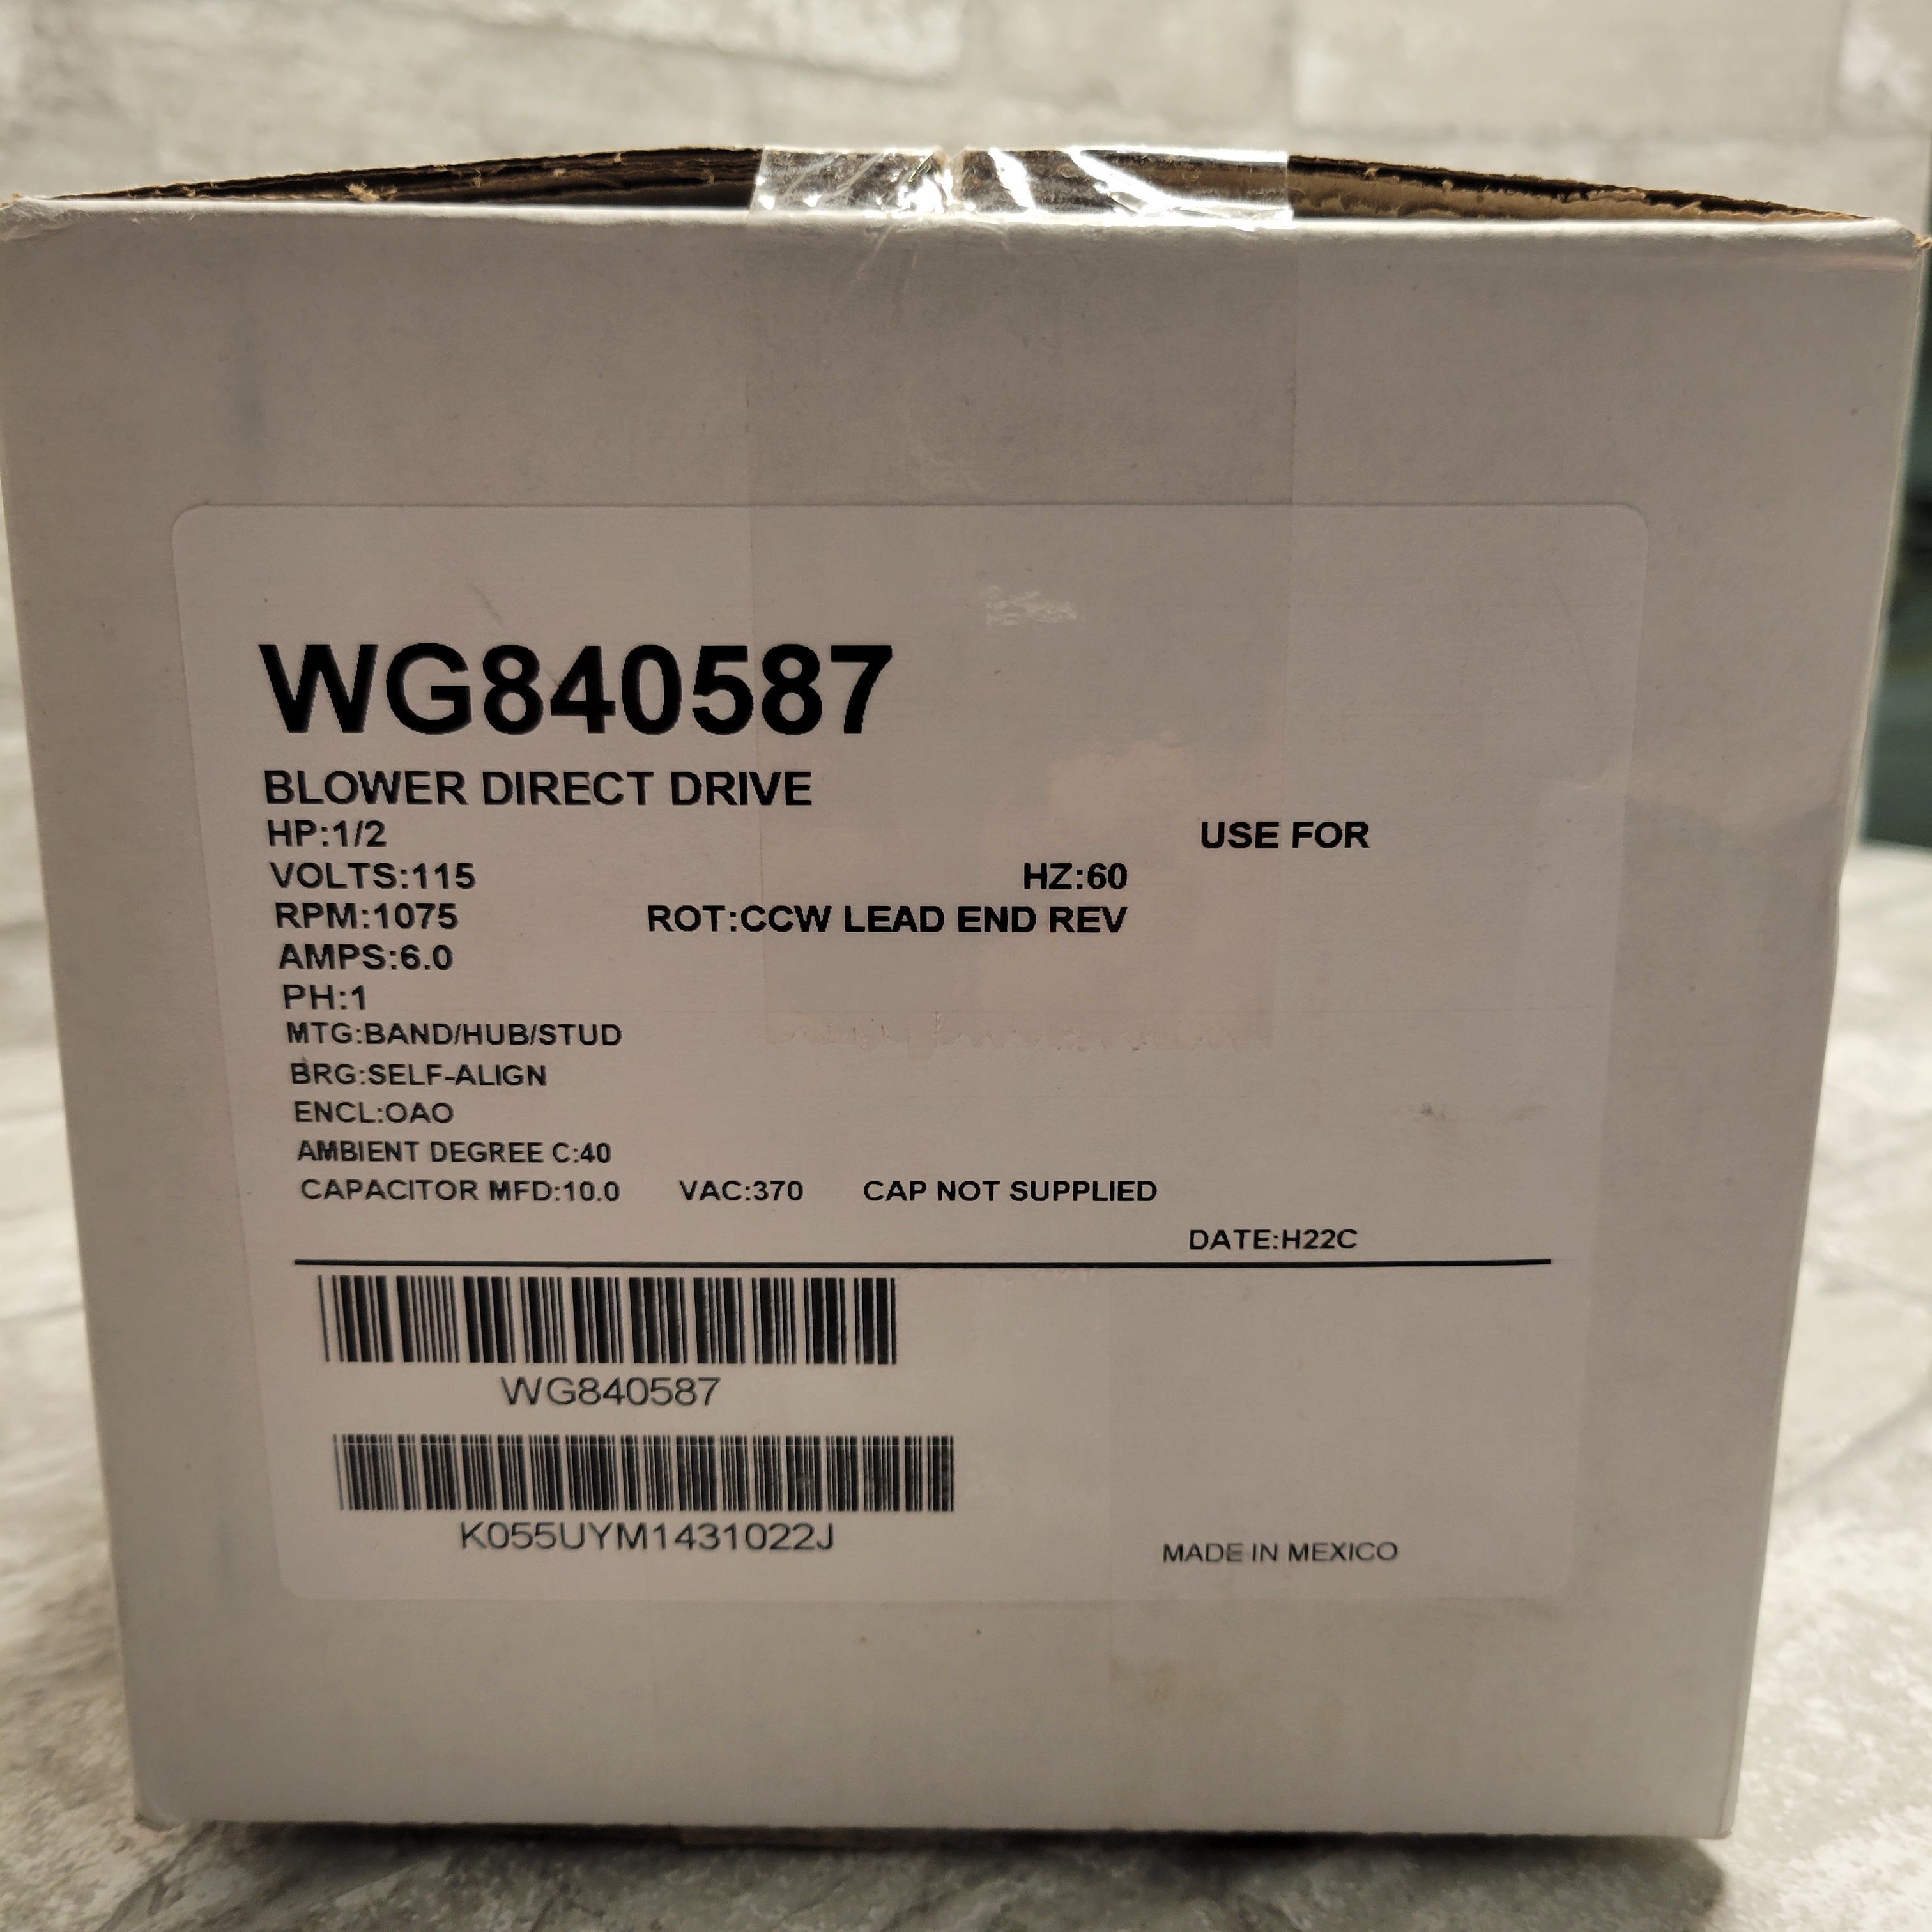 WG840587
BLOWER DIRECT DRIVE
HP:1/2 USE FOR
VOLTS:115 HZ:60
RPM:1075 ROT:CCW LEAD END REV
AMPS:6.0
PH:1
MTG:BAND/HUB/STUD
BRG:SELF-ALIGN
ENCL:OAO
AMBIENT DEGREE C:40
CAPACITOR MFD:10.0 VAC:370 CAP NOT SUPPLIED
DATE:H22C
WG840587
K055UYM1431022J
MADE IN MEXICO